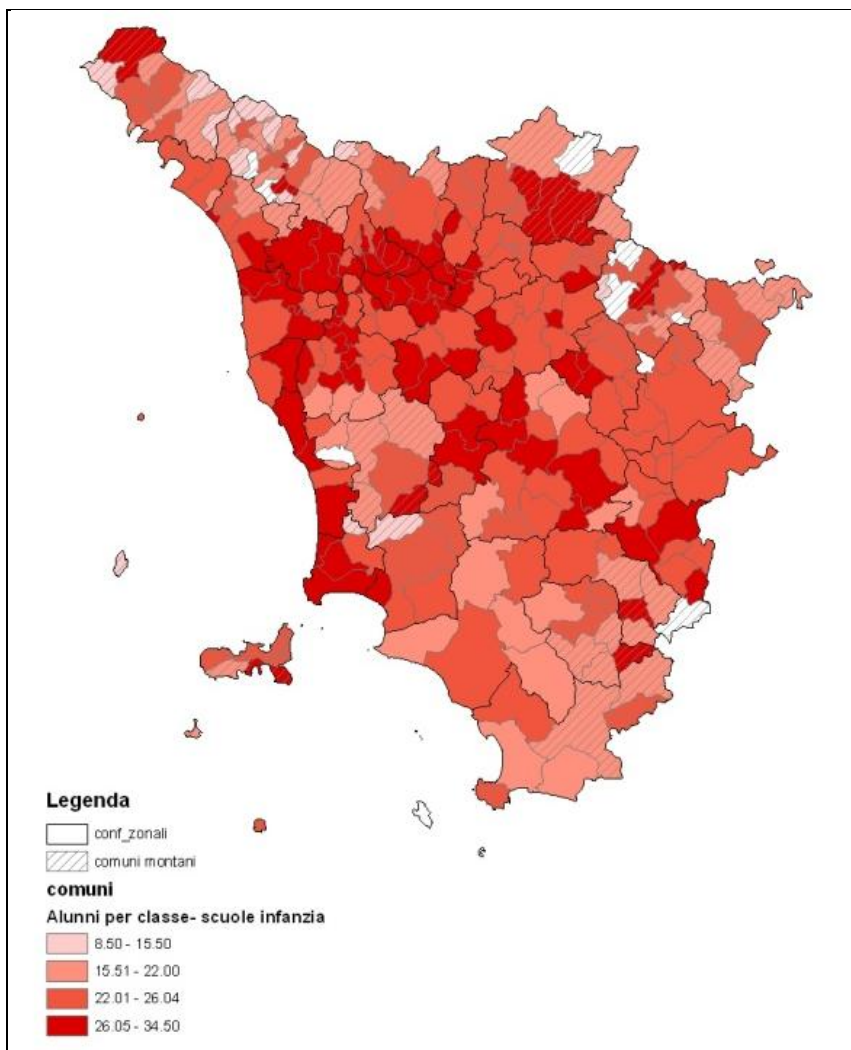 Legenda
conf_zonali
comuni montani
comuni
Alunni per classe- scuole infanzia
8.50 - 15.50
15.51 - 22.00
22.01 - 26.04
26.05 - 34.50